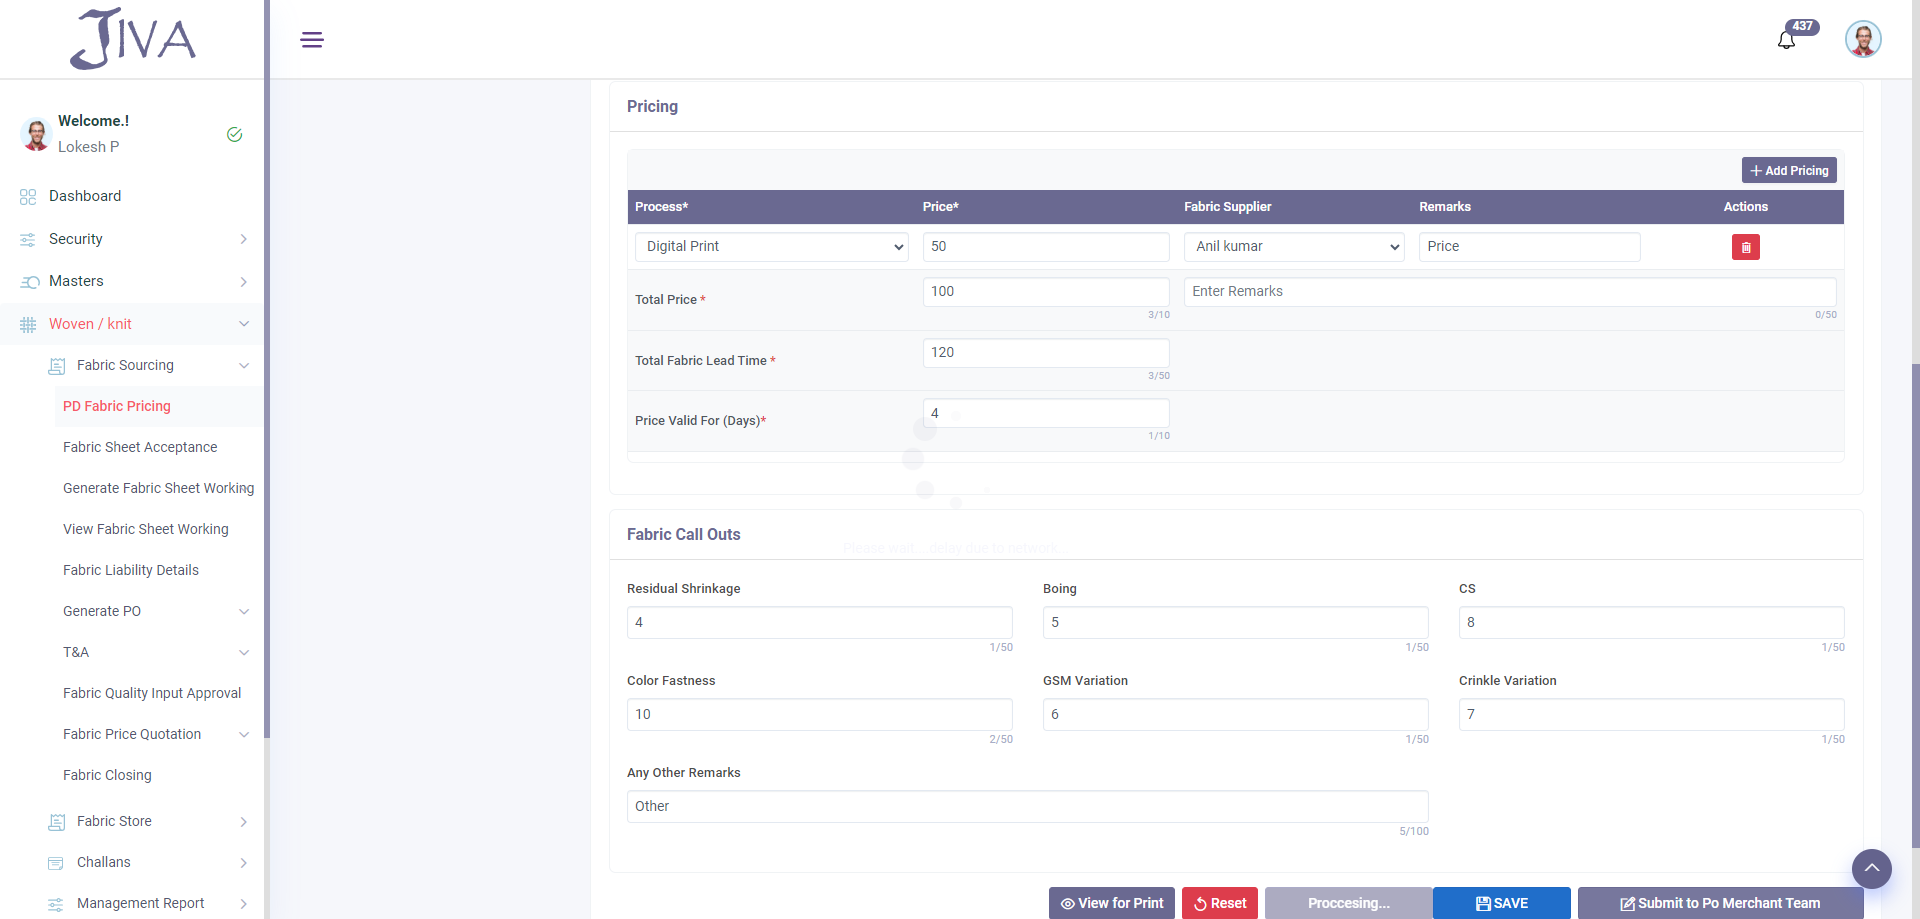 JIVA
437
Welcome.!
Lokesh P
Dashboard
Security
Masters
Woven / knit
Fabric Sourcing
PD Fabric Pricing
Fabric Sheet Acceptance
Generate Fabric Sheet Working
View Fabric Sheet Working
Fabric Liability Details
Generate PO
T&A
Fabric Quality Input Approval
Fabric Price Quotation
Fabric Closing
Fabric Store
Challans
Management Report
Pricing
Add Pricing
Process* Price* Fabric Supplier Remarks Actions
Digital Print 50 Anil kumar Price
Total Price * 100 Enter Remarks
3/10 0/50
Total Fabric Lead Time * 120
3/50
Price Valid For (Days)* 4
1/10
Fabric Call Outs
Please wait... delay due to network..
Residual Shrinkage Boing CS
4 5 8
1/50 1/50 1/50
Color Fastness GSM Variation Crinkle Variation
10 6 7
2/50 1/50 1/50
Any Other Remarks
Other
5/100
View for Print Reset Proccesing... SAVE Submit to Po Merchant Team